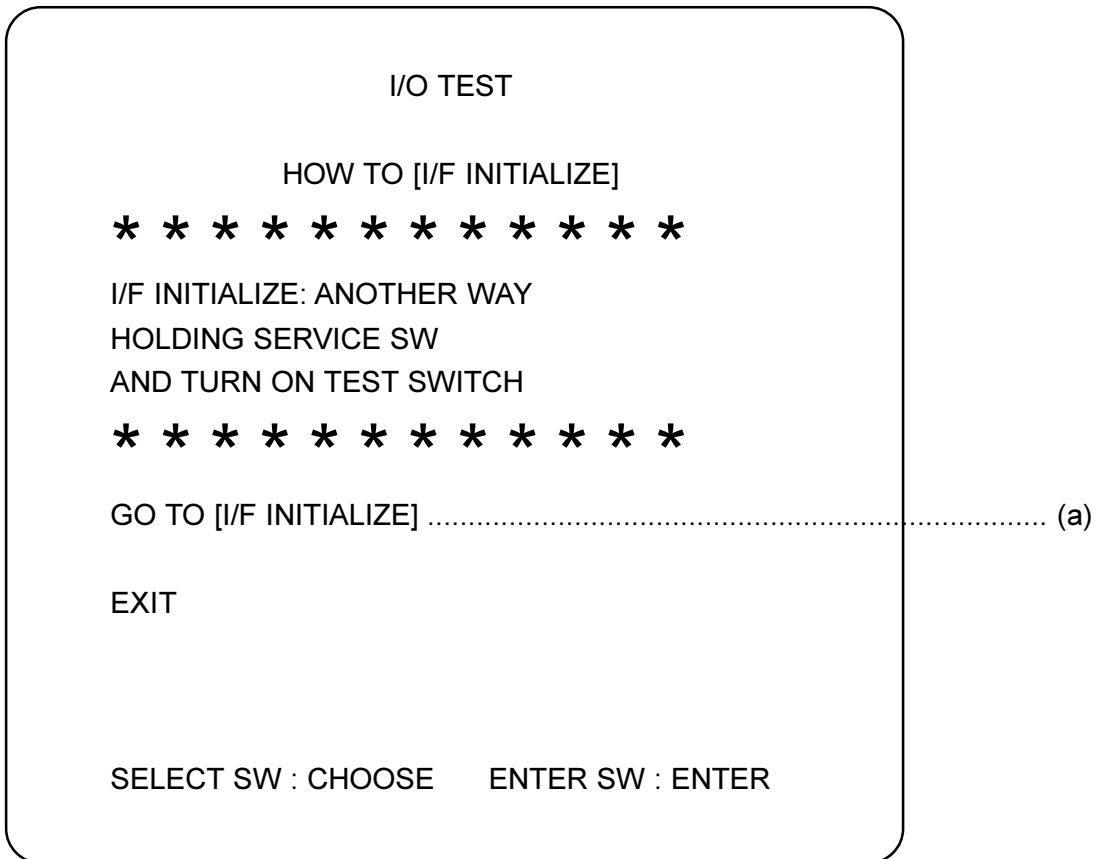 I/O TEST
HOW TO [I/F INITIALIZE]
* * * * * * * * * * * *
I/F INITIALIZE: ANOTHER WAY
HOLDING SERVICE SW
AND TURN ON TEST SWITCH
* * * * * * * * * * * *
GO TO [I/F INITIALIZE] ............................................................................ (a)
EXIT
SELECT SW : CHOOSE ENTER SW : ENTER